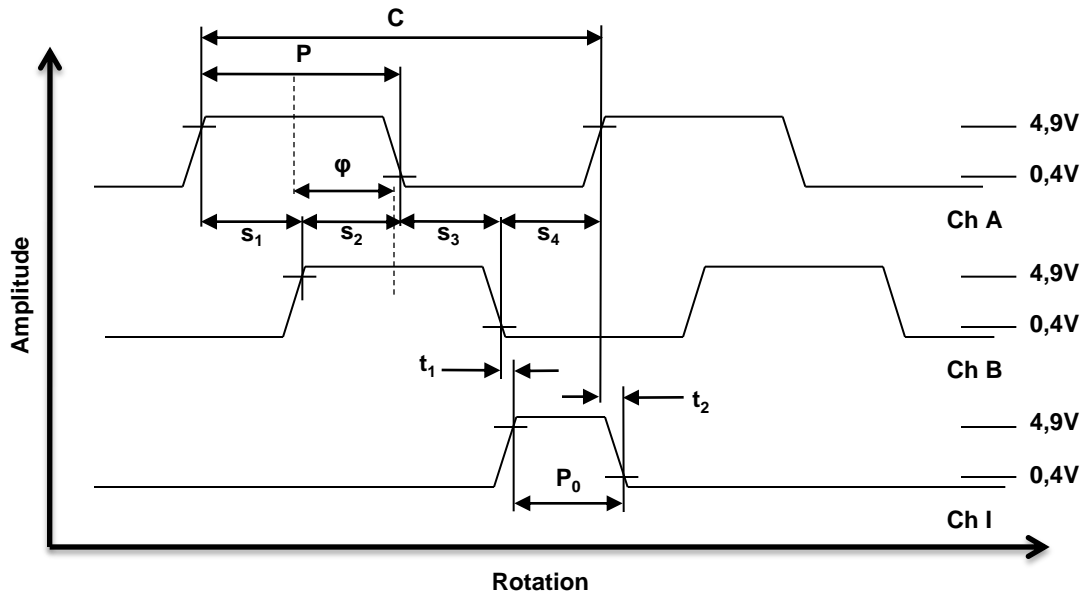 C
P
4,9V
φ
0,4V
Ch A
s₁ s₂ s₃ s₄
4,9V
Amplitude
0,4V
t₁
Ch B
t₂
4,9V
P₀
0,4V
Ch I
Rotation